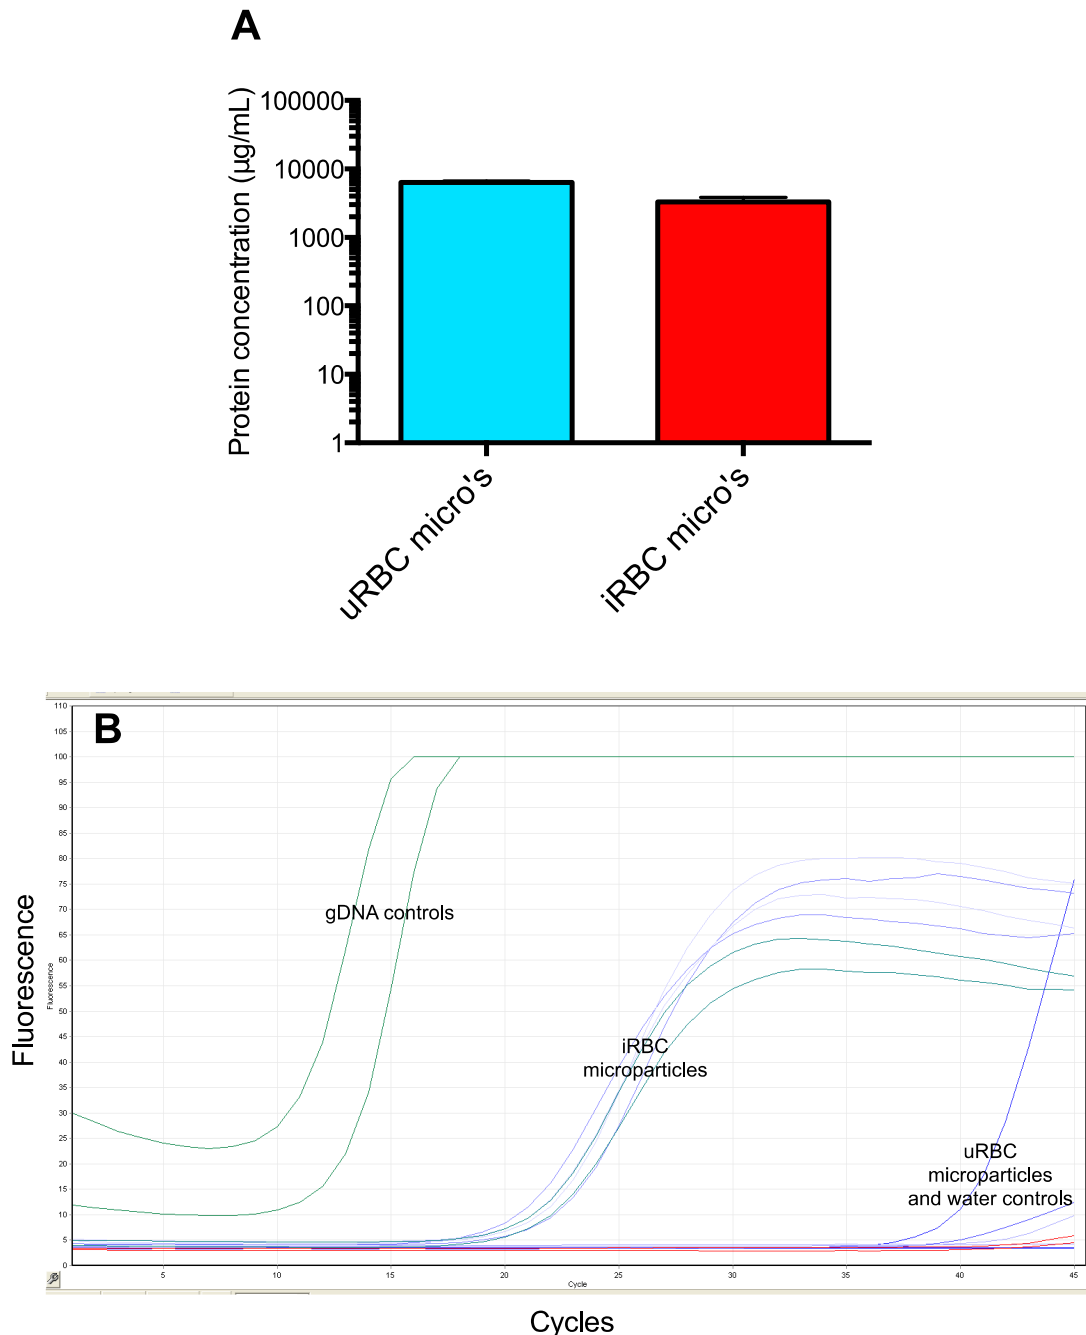 A
Protein concentration (µg/mL)
100000
10000
1000
100
10
1
uRBC micro's
iRBC micro's
B
Fluorescence
Fluorescence
110
105
100
95
90
85
80
75
70
65
60
55
50
45
40
35
30
25
20
15
10
5
0
gDNA controls
iRBC
microparticles
uRBC
microparticles
and water controls
5
10
15
20
25
30
35
40
45
Cycle
Cycles